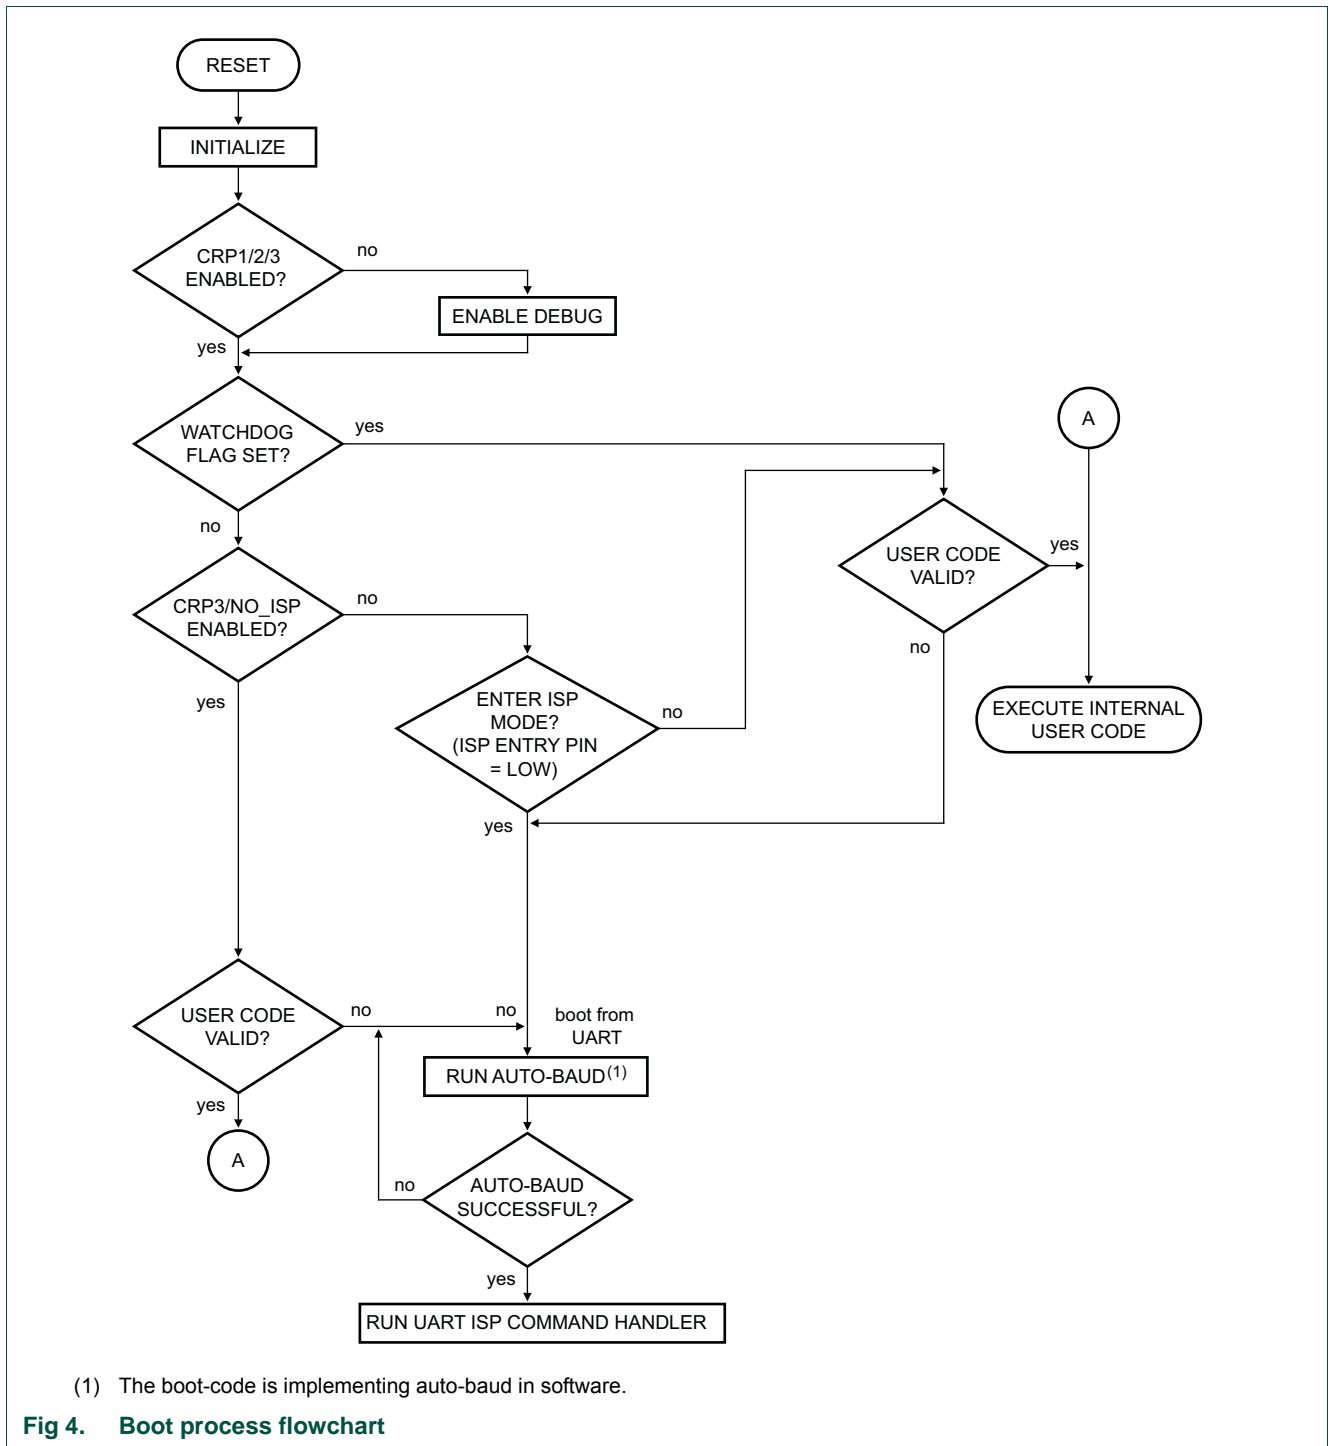 RESET
INITIALIZE
CRP1/2/3
ENABLED?
no
ENABLE DEBUG
yes
WATCHDOG
FLAG SET?
yes
A
no
USER CODE
VALID?
yes
no
CRP3/NO_ISP
ENABLED?
no
yes
ENTER ISP
MODE?
(ISP ENTRY PIN
= LOW)
no
EXECUTE INTERNAL
USER CODE
yes
USER CODE
VALID?
no
no
boot from
UART
RUN AUTO-BAUD(1)
yes
A
AUTO-BAUD
SUCCESSFUL?
no
yes
RUN UART ISP COMMAND HANDLER
(1) The boot-code is implementing auto-baud in software.
Fig 4. Boot process flowchart